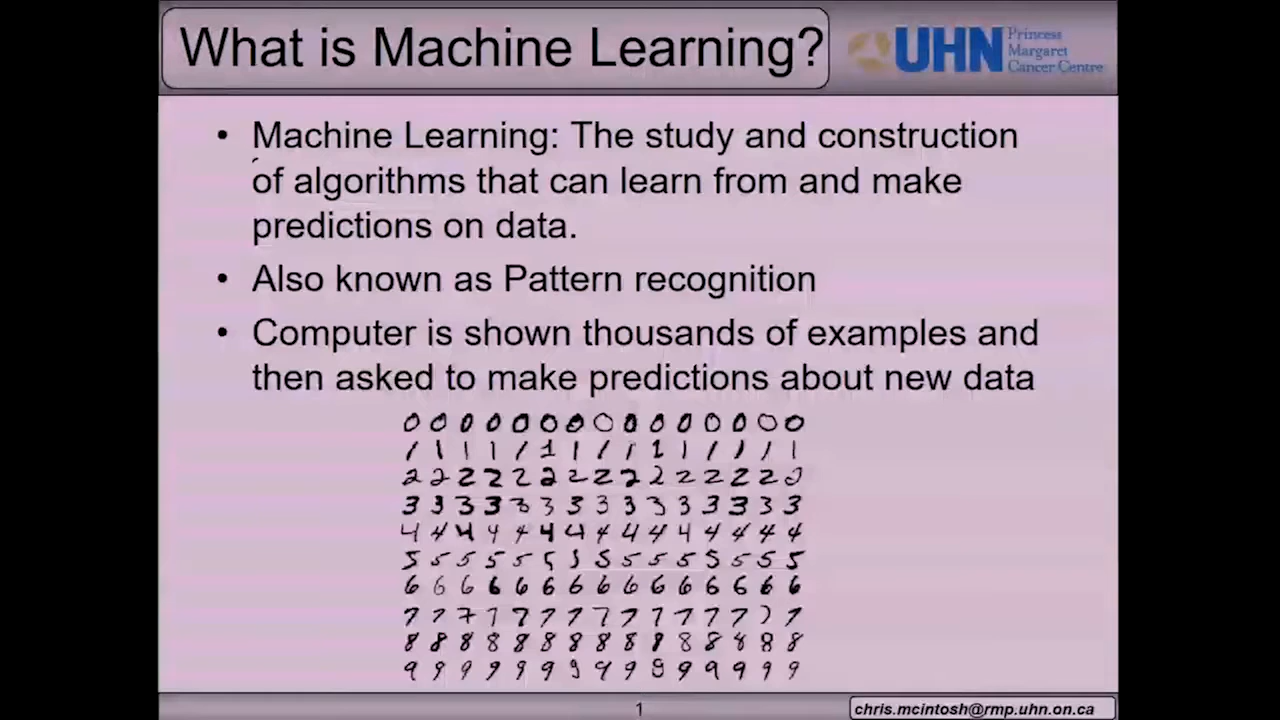 What is Machine Learning?
UHN Princess
Margaret
Cancer Centre
• Machine Learning: The study and construction
of algorithms that can learn from and make
predictions on data.
• Also known as Pattern recognition
• Computer is shown thousands of examples and
then asked to make predictions about new data
0 0 0 0 0 0 0 0 0 0 0 0 0 0 0
1 1 1 1 1 1 1 1 1 1 1 1 1 1 1
2 2 2 2 2 2 2 2 2 2 2 2 2 2 2
3 3 3 3 3 3 3 3 3 3 3 3 3 3 3
4 4 4 4 4 4 4 4 4 4 4 4 4 4 4
5 5 5 5 5 5 5 5 5 5 5 5 5 5 5
6 6 6 6 6 6 6 6 6 6 6 6 6 6 6
7 7 7 7 7 7 7 7 7 7 7 7 7 7 7
8 8 8 8 8 8 8 8 8 8 8 8 8 8 8
9 9 9 9 9 9 9 9 9 9 9 9 9 9 9
1
chris.mcintosh@rmp.uhn.on.ca